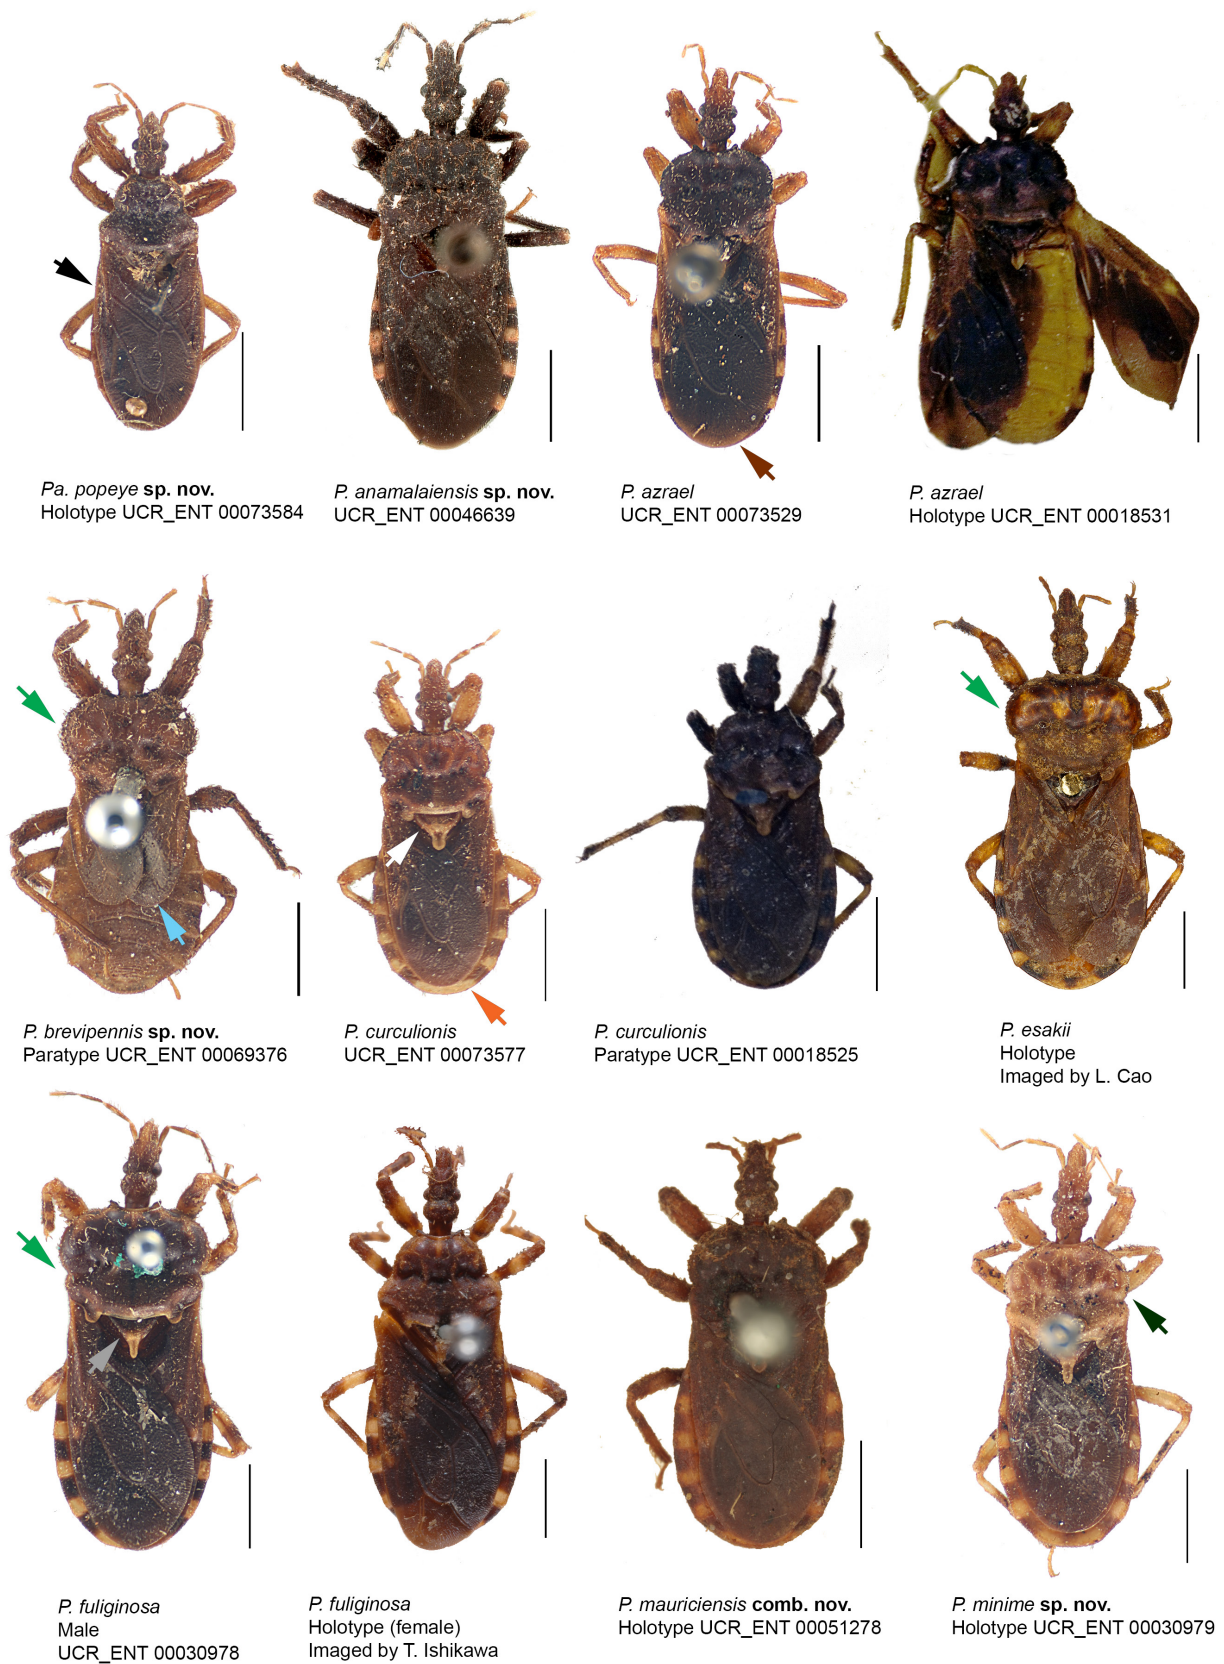 Pa. popeye sp. nov.
Holotype UCR_ENT 00073584
P. anamalaiensis sp. nov.
UCR_ENT 00046639
P. azrael
UCR_ENT 00073529
P. azrael
Holotype UCR_ENT 00018531
P. brevipennis sp. nov.
Paratype UCR_ENT 00069376
P. curculionis
UCR_ENT 00073577
P. curculionis
Paratype UCR_ENT 00018525
P. esakii
Holotype
Imaged by L. Cao
P. fuliginosa
Male
UCR_ENT 00030978
P. fuliginosa
Holotype (female)
Imaged by T. Ishikawa
P. mauriciensis comb. nov.
Holotype UCR_ENT 00051278
P. minime sp. nov.
Holotype UCR_ENT 00030979